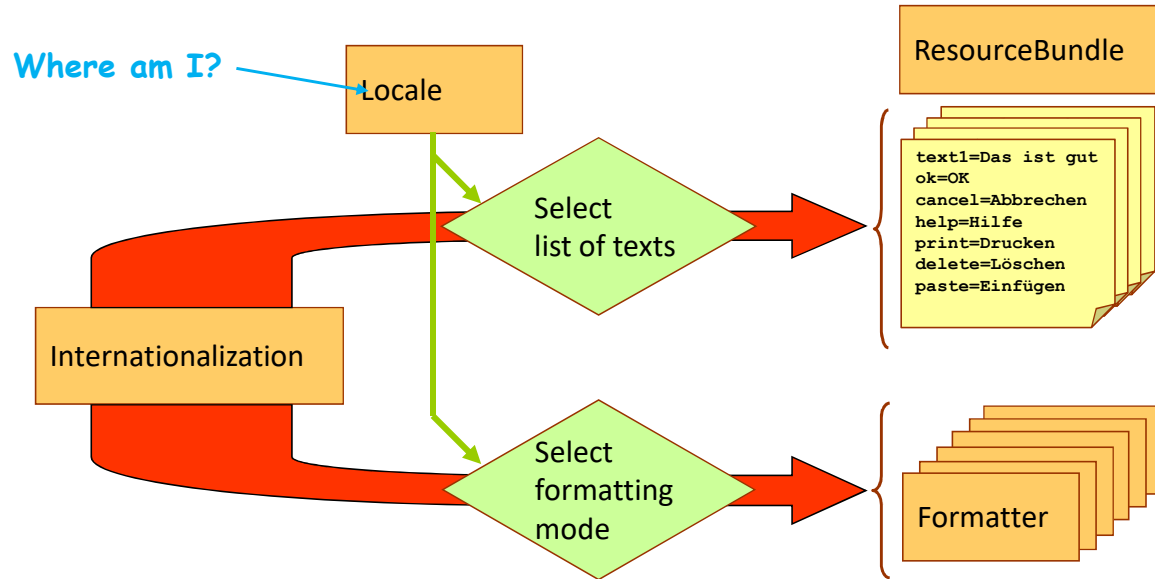 Where am I?
Locale
ResourceBundle
text1=Das ist gut
ok=OK
cancel=Abbrechen
help=Hilfe
print=Drucken
delete=Löschen
paste=Einfügen
Select
list of texts
Internationalization
Select
formatting
mode
Formatter